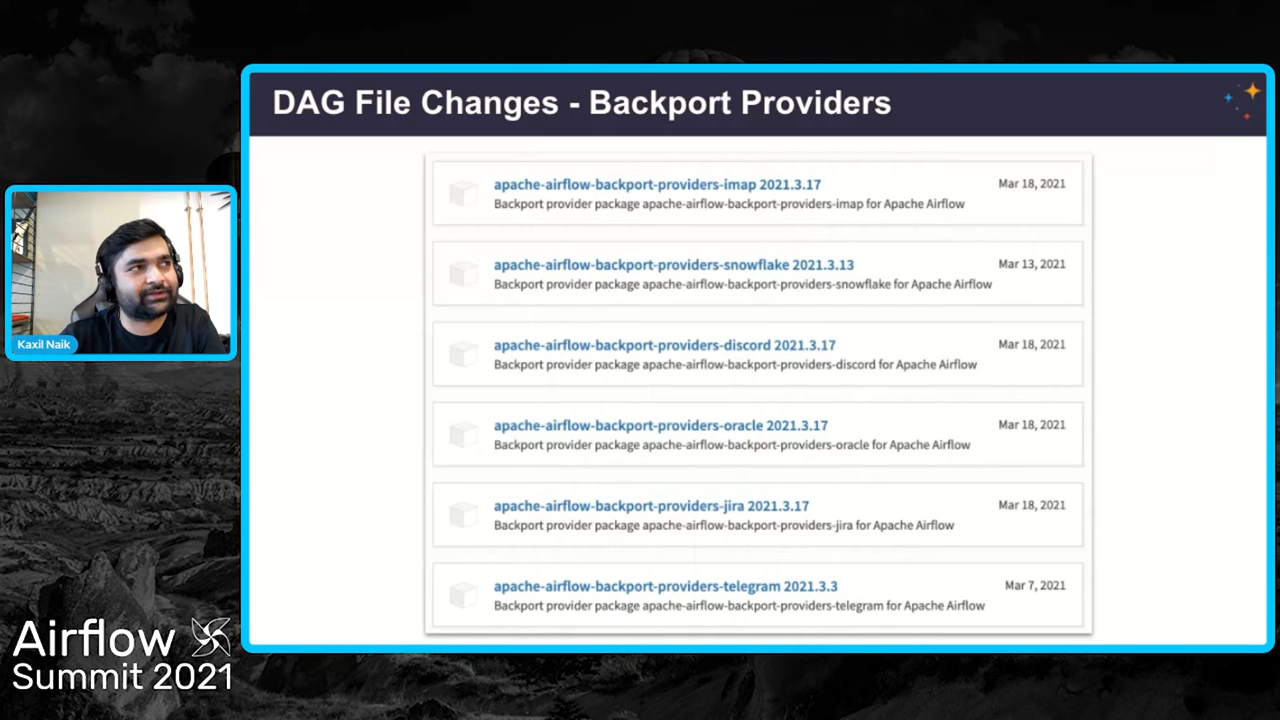 DAG File Changes - Backport Providers
apache-airflow-backport-providers-imap 2021.3.17
Mar 18, 2021
Backport provider package apache-airflow-backport-providers-imap for Apache Airflow
apache-airflow-backport-providers-snowflake 2021.3.13
Mar 13, 2021
Backport provider package apache-airflow-backport-providers-snowflake for Apache Airflow
apache-airflow-backport-providers-discord 2021.3.17
Mar 18, 2021
Backport provider package apache-airflow-backport-providers-discord for Apache Airflow
apache-airflow-backport-providers-oracle 2021.3.17
Mar 18, 2021
Backport provider package apache-airflow-backport-providers-oracle for Apache Airflow
apache-airflow-backport-providers-jira 2021.3.17
Mar 18, 2021
Backport provider package apache-airflow-backport-providers-jira for Apache Airflow
apache-airflow-backport-providers-telegram 2021.3.3
Mar 7, 2021
Backport provider package apache-airflow-backport-providers-telegram for Apache Airflow
Kaxil Naik
Airflow
Summit 2021